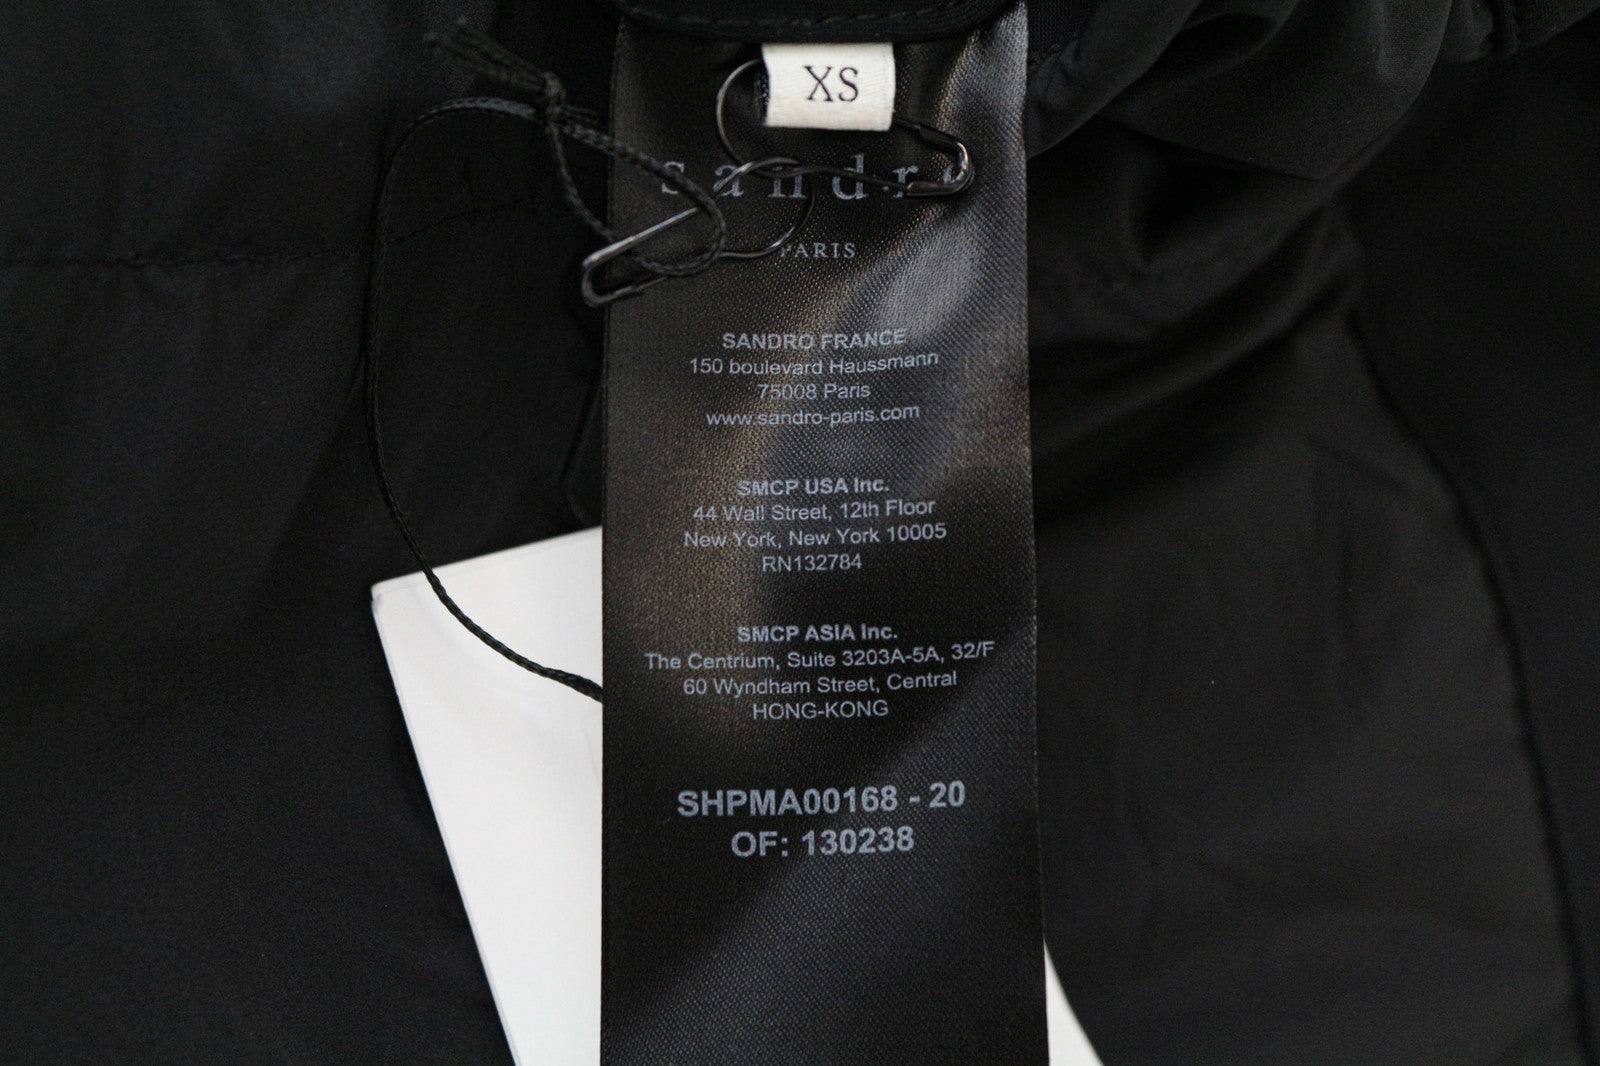 XS
sandro
PARIS
SANDRO FRANCE
150 boulevard Haussmann
75008 Paris
www.sandro-paris.com
SMCP USA Inc.
44 Wall Street, 12th Floor
New York, New York 10005
RN132784
SMCP ASIA Inc.
The Centrium, Suite 3203A-5A, 32/F
60 Wyndham Street, Central
HONG-KONG
SHPMA00168 - 20
OF: 130238